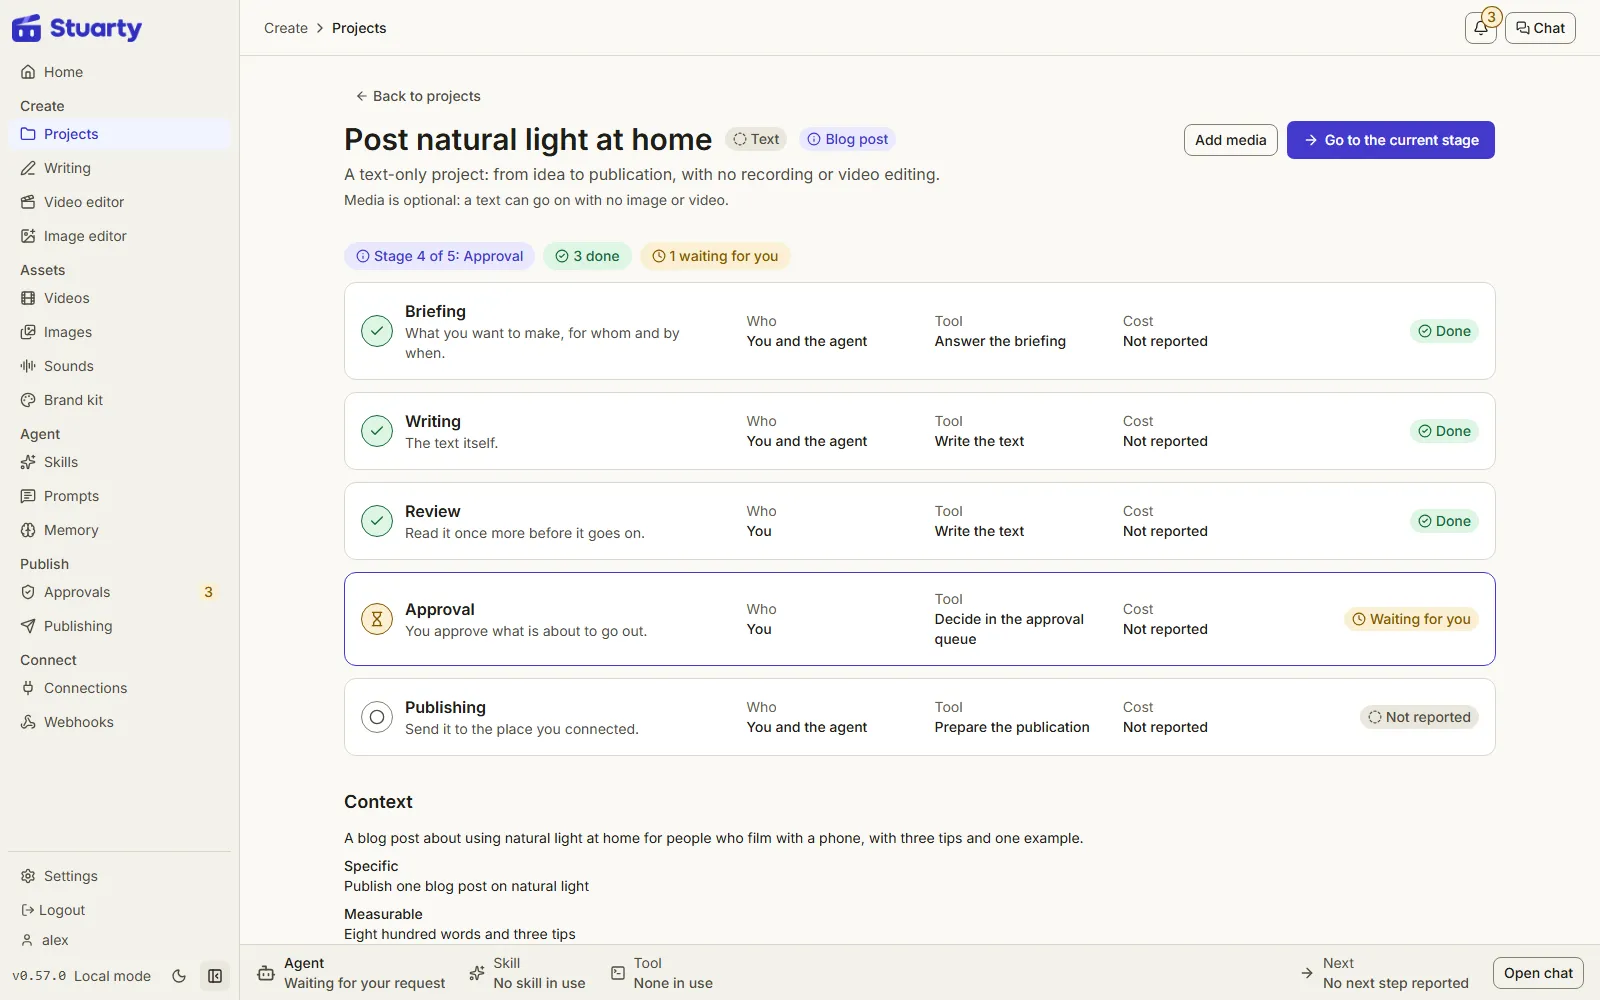 Stuarty
Home
Create
Projects
Writing
Video editor
Image editor
Assets
Videos
Images
Sounds
Brand kit
Agent
Skills
Prompts
Memory
Publish
Approvals 3
Publishing
Connect
Connections
Webhooks
Settings
Logout
alex
v0.57.0 Local mode
Create > Projects
3
Chat
← Back to projects
Post natural light at home Text Blog post
Add media → Go to the current stage
A text-only project: from idea to publication, with no recording or video editing.
Media is optional: a text can go on with no image or video.
Stage 4 of 5: Approval 3 done 1 waiting for you
Briefing
What you want to make, for whom and by
when.
Who
You and the agent
Tool
Answer the briefing
Cost
Not reported
Done
Writing
The text itself.
Who
You and the agent
Tool
Write the text
Cost
Not reported
Done
Review
Read it once more before it goes on.
Who
You
Tool
Write the text
Cost
Not reported
Done
Approval
You approve what is about to go out.
Who
You
Tool
Decide in the approval
queue
Cost
Not reported
Waiting for you
Publishing
Send it to the place you connected.
Who
You and the agent
Tool
Prepare the publication
Cost
Not reported
Not reported
Context
A blog post about using natural light at home for people who film with a phone, with three tips and one example.
Specific
Publish one blog post on natural light
Measurable
Eight hundred words and three tips
Agent
Waiting for your request
Skill
No skill in use
Tool
None in use
Next
No next step reported
Open chat